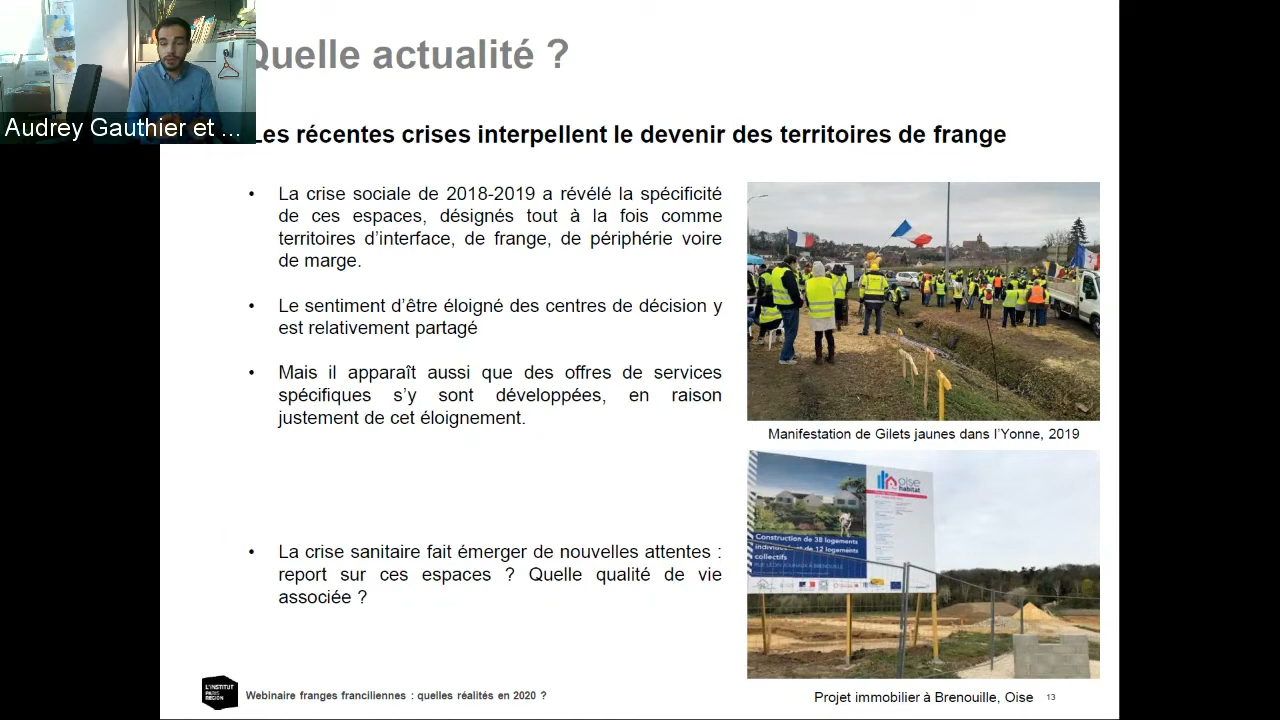 Quelle actualité ?
Audrey Gauthier et ...
Les récentes crises interpellent le devenir des territoires de frange
• La crise sociale de 2018-2019 a révélé la spécificité
de ces espaces, désignés tout à la fois comme
territoires d’interface, de frange, de périphérie voire
de marge.
• Le sentiment d’être éloigné des centres de décision y
est relativement partagé
• Mais il apparaît aussi que des offres de services
spécifiques s’y sont développées, en raison
justement de cet éloignement.
• La crise sanitaire fait émerger de nouvelles attentes :
report sur ces espaces ? Quelle qualité de vie
associée ?
Manifestation de Gilets jaunes dans l’Yonne, 2019
oise
habitat
Construction de 38 logements
individuels et de 12 logements
collectifs
Projet immobilier à Brenouille, Oise
L'INSTITUT
PARIS
REGION
Webinaire franges franciliennes : quelles réalités en 2020 ?
13